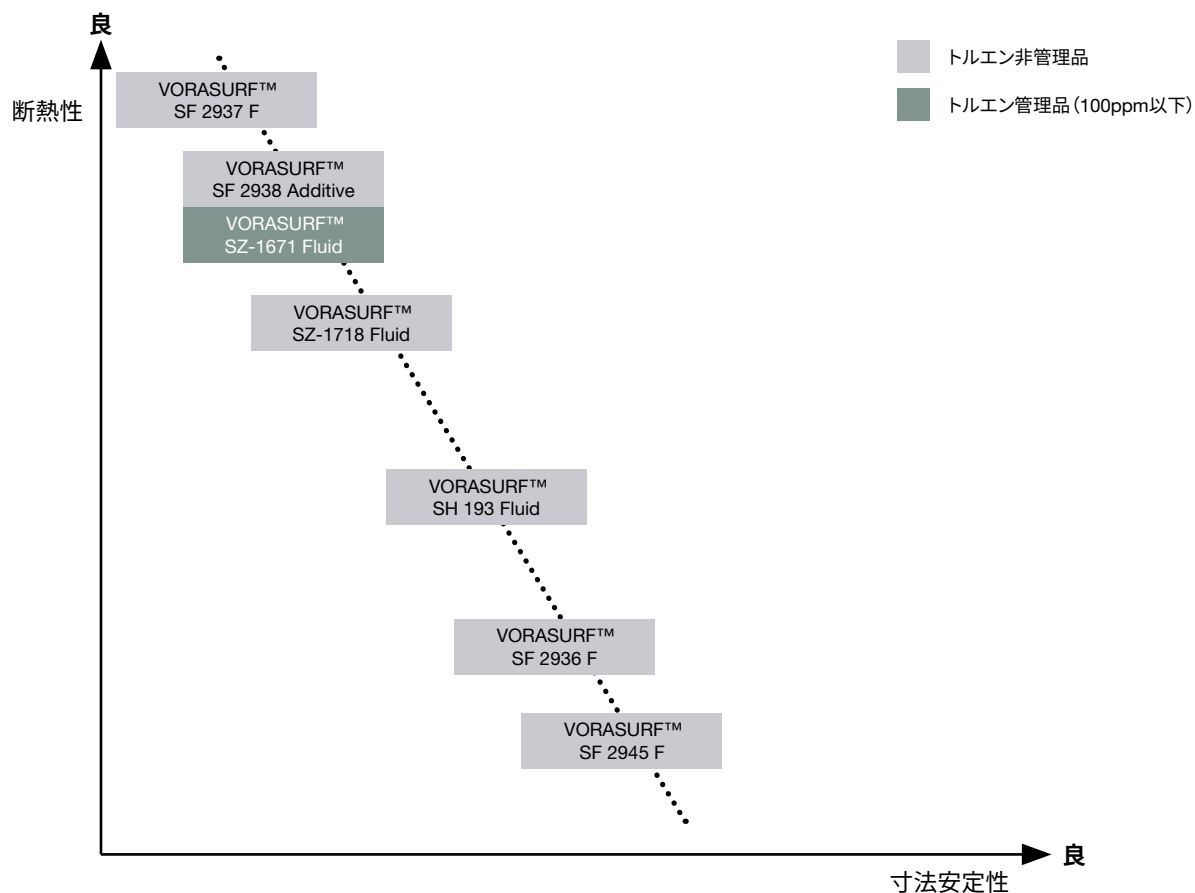 良
断熱性
トルエン非管理品
トルエン管理品(100ppm以下)
VORASURF™
SF 2937 F
VORASURF™
SF 2938 Additive
VORASURF™
SZ-1671 Fluid
VORASURF™
SZ-1718 Fluid
VORASURF™
SH 193 Fluid
VORASURF™
SF 2936 F
VORASURF™
SF 2945 F
良
寸法安定性